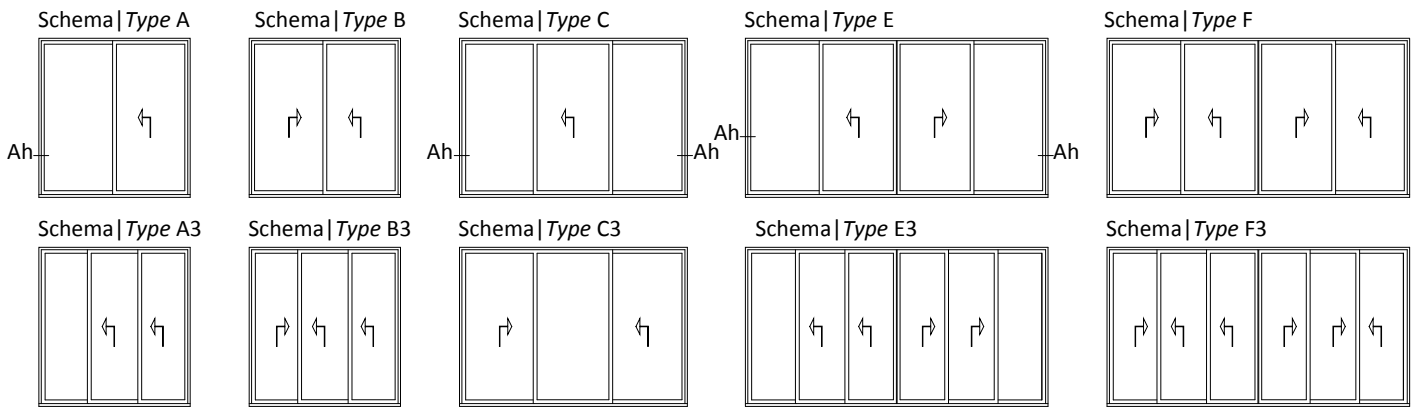 Schema|Type A
Schema|Type B
Schema|Type C
Schema|Type E
Schema|Type F
Ah
Ah
Ah
Ah
Ah
Schema|Type A3
Schema|Type B3
Schema|Type C3
Schema|Type E3
Schema|Type F3